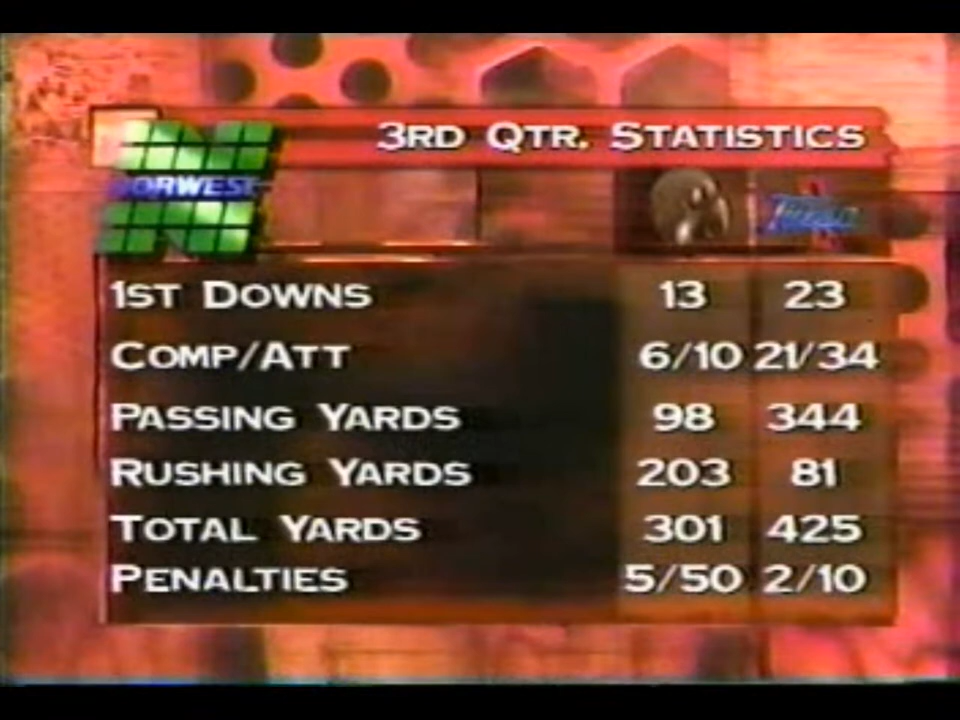 3RD QTR. STATISTICS
NORWEST
1ST DOWNS 13 23
COMP/ATT 6/10 21/34
PASSING YARDS 98 344
RUSHING YARDS 203 81
TOTAL YARDS 301 425
PENALTIES 5/50 2/10